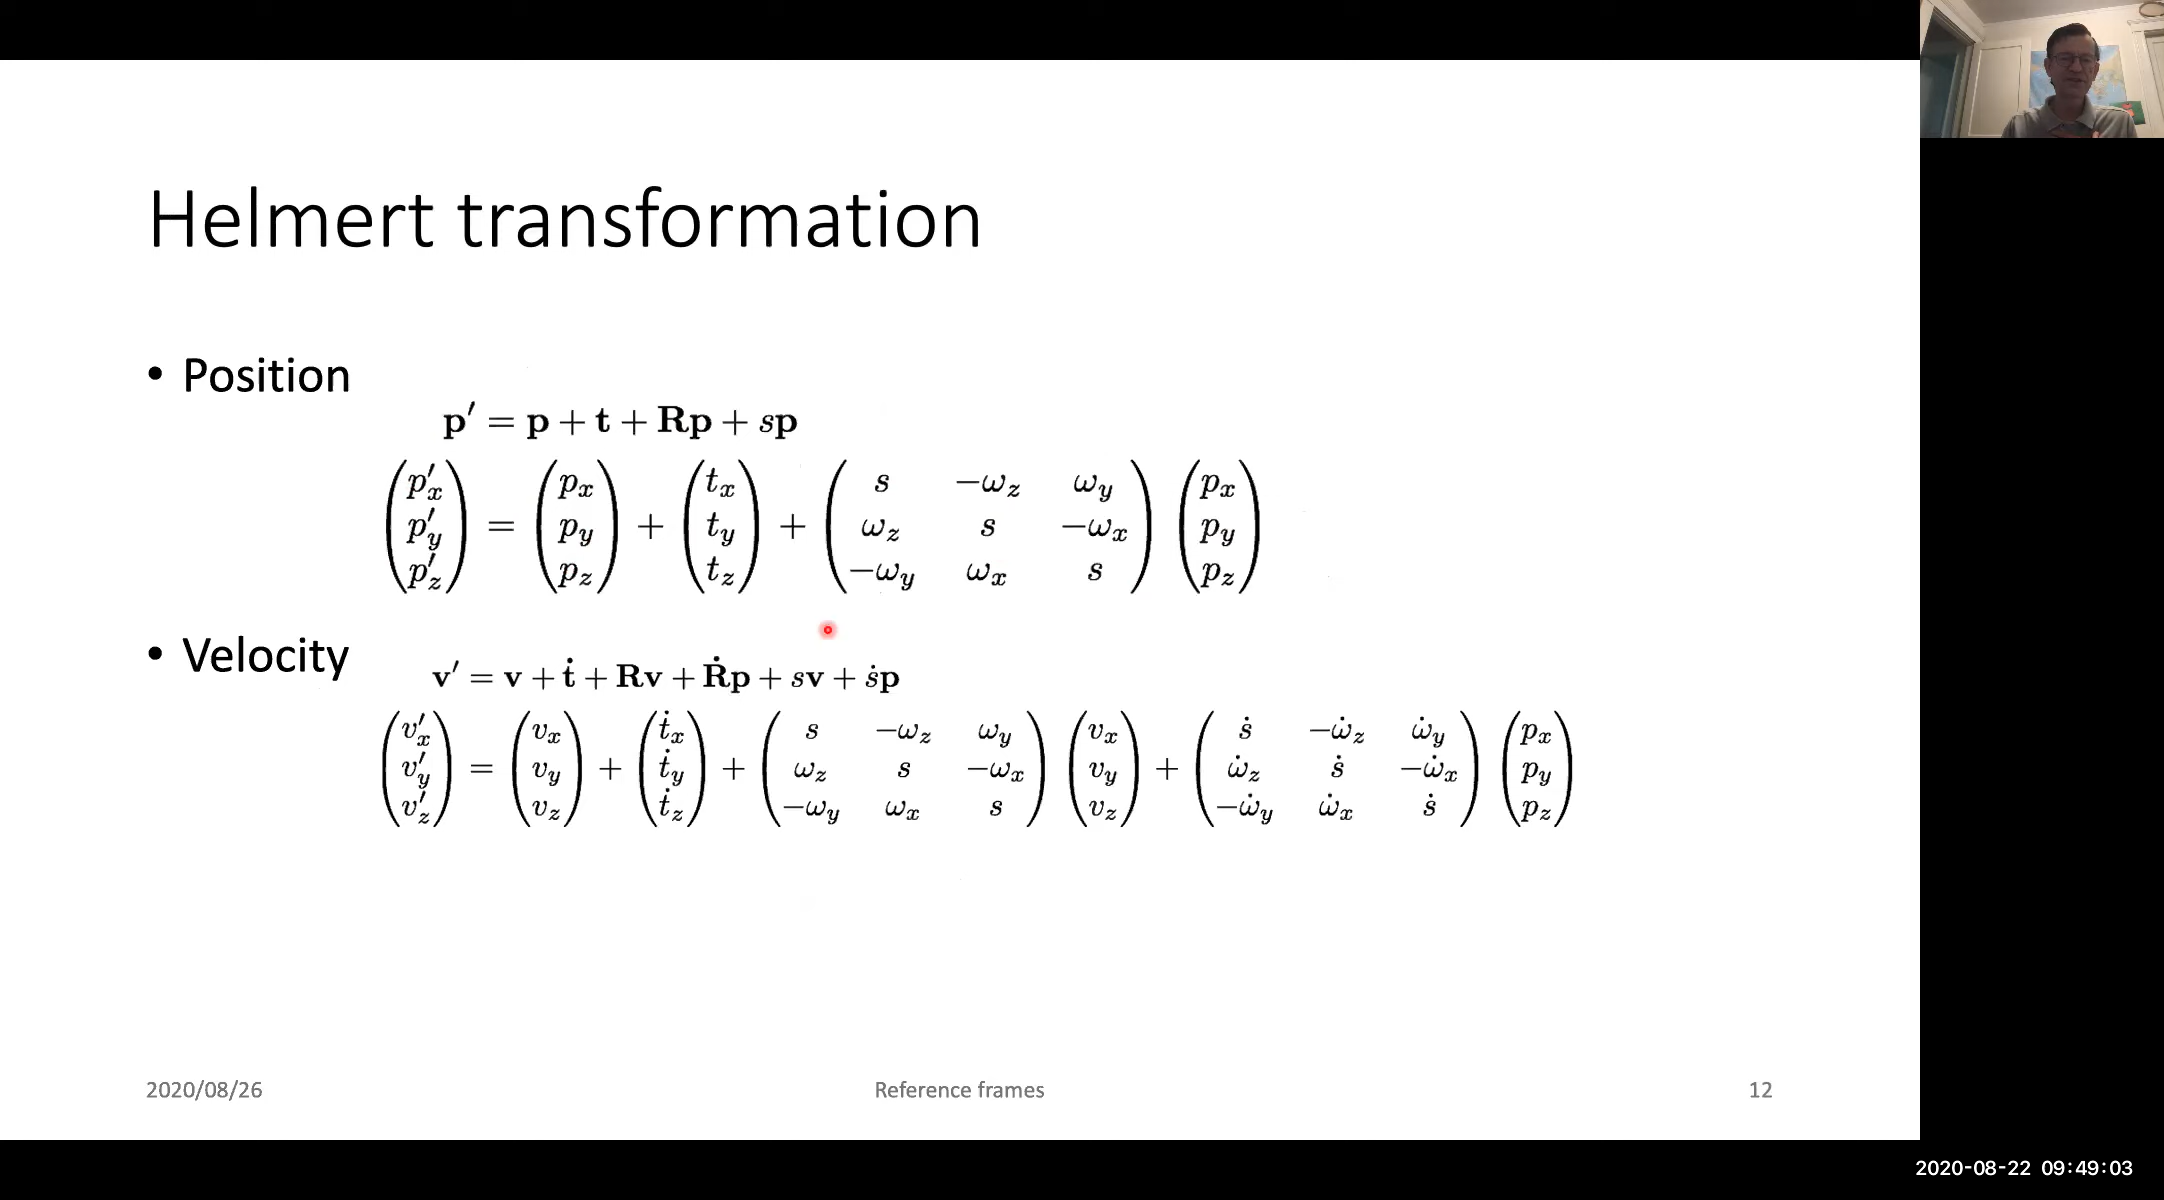 Helmert transformation
• Position
p′ = p + t + Rp + sp
(p′x p′y p′z) = (px py pz) + (tx ty tz) + (s −ωz ωy; ωz s −ωx; −ωy ωx s) (px py pz)
• Velocity
v′ = v + ṫ + Rv + Ṙp + sv + ṡp
(v′x v′y v′z) = (vx vy vz) + (ṫx ṫy ṫz) + (s −ωz ωy; ωz s −ωx; −ωy ωx s) (vx vy vz) + (ṡ −ω̇z ω̇y; ω̇z ṡ −ω̇x; −ω̇y ω̇x ṡ) (px py pz)
2020/08/26 Reference frames 12
2020-08-22 09:49:03